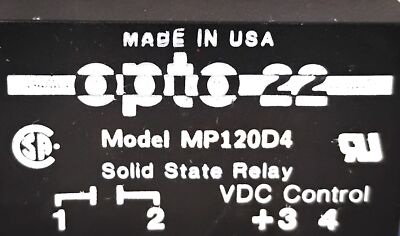 MADE IN USA
opto 22
Model MP120D4
Solid State Relay
VDC Control
1 2 +3 4